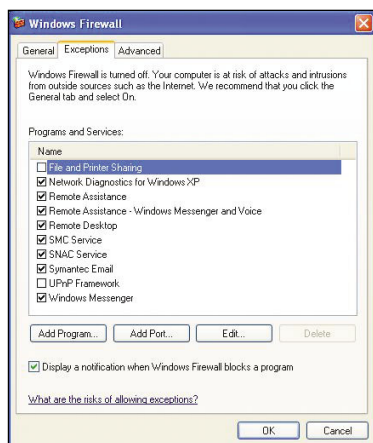 Windows Firewall
General Exceptions Advanced
Windows Firewall is turned off. Your computer is at risk of attacks and intrusions
from outside sources such as the Internet. We recommend that you click the
General tab and select On.
Programs and Services:
Name
File and Printer Sharing
Network Diagnostics for Windows XP
Remote Assistance
Remote Assistance - Windows Messenger and Voice
Remote Desktop
SMC Service
SNAC Service
Symantec Email
UPnP Framework
Windows Messenger
Add Program... Add Port... Edit... Delete
Display a notification when Windows Firewall blocks a program
What are the risks of allowing exceptions?
OK Cancel